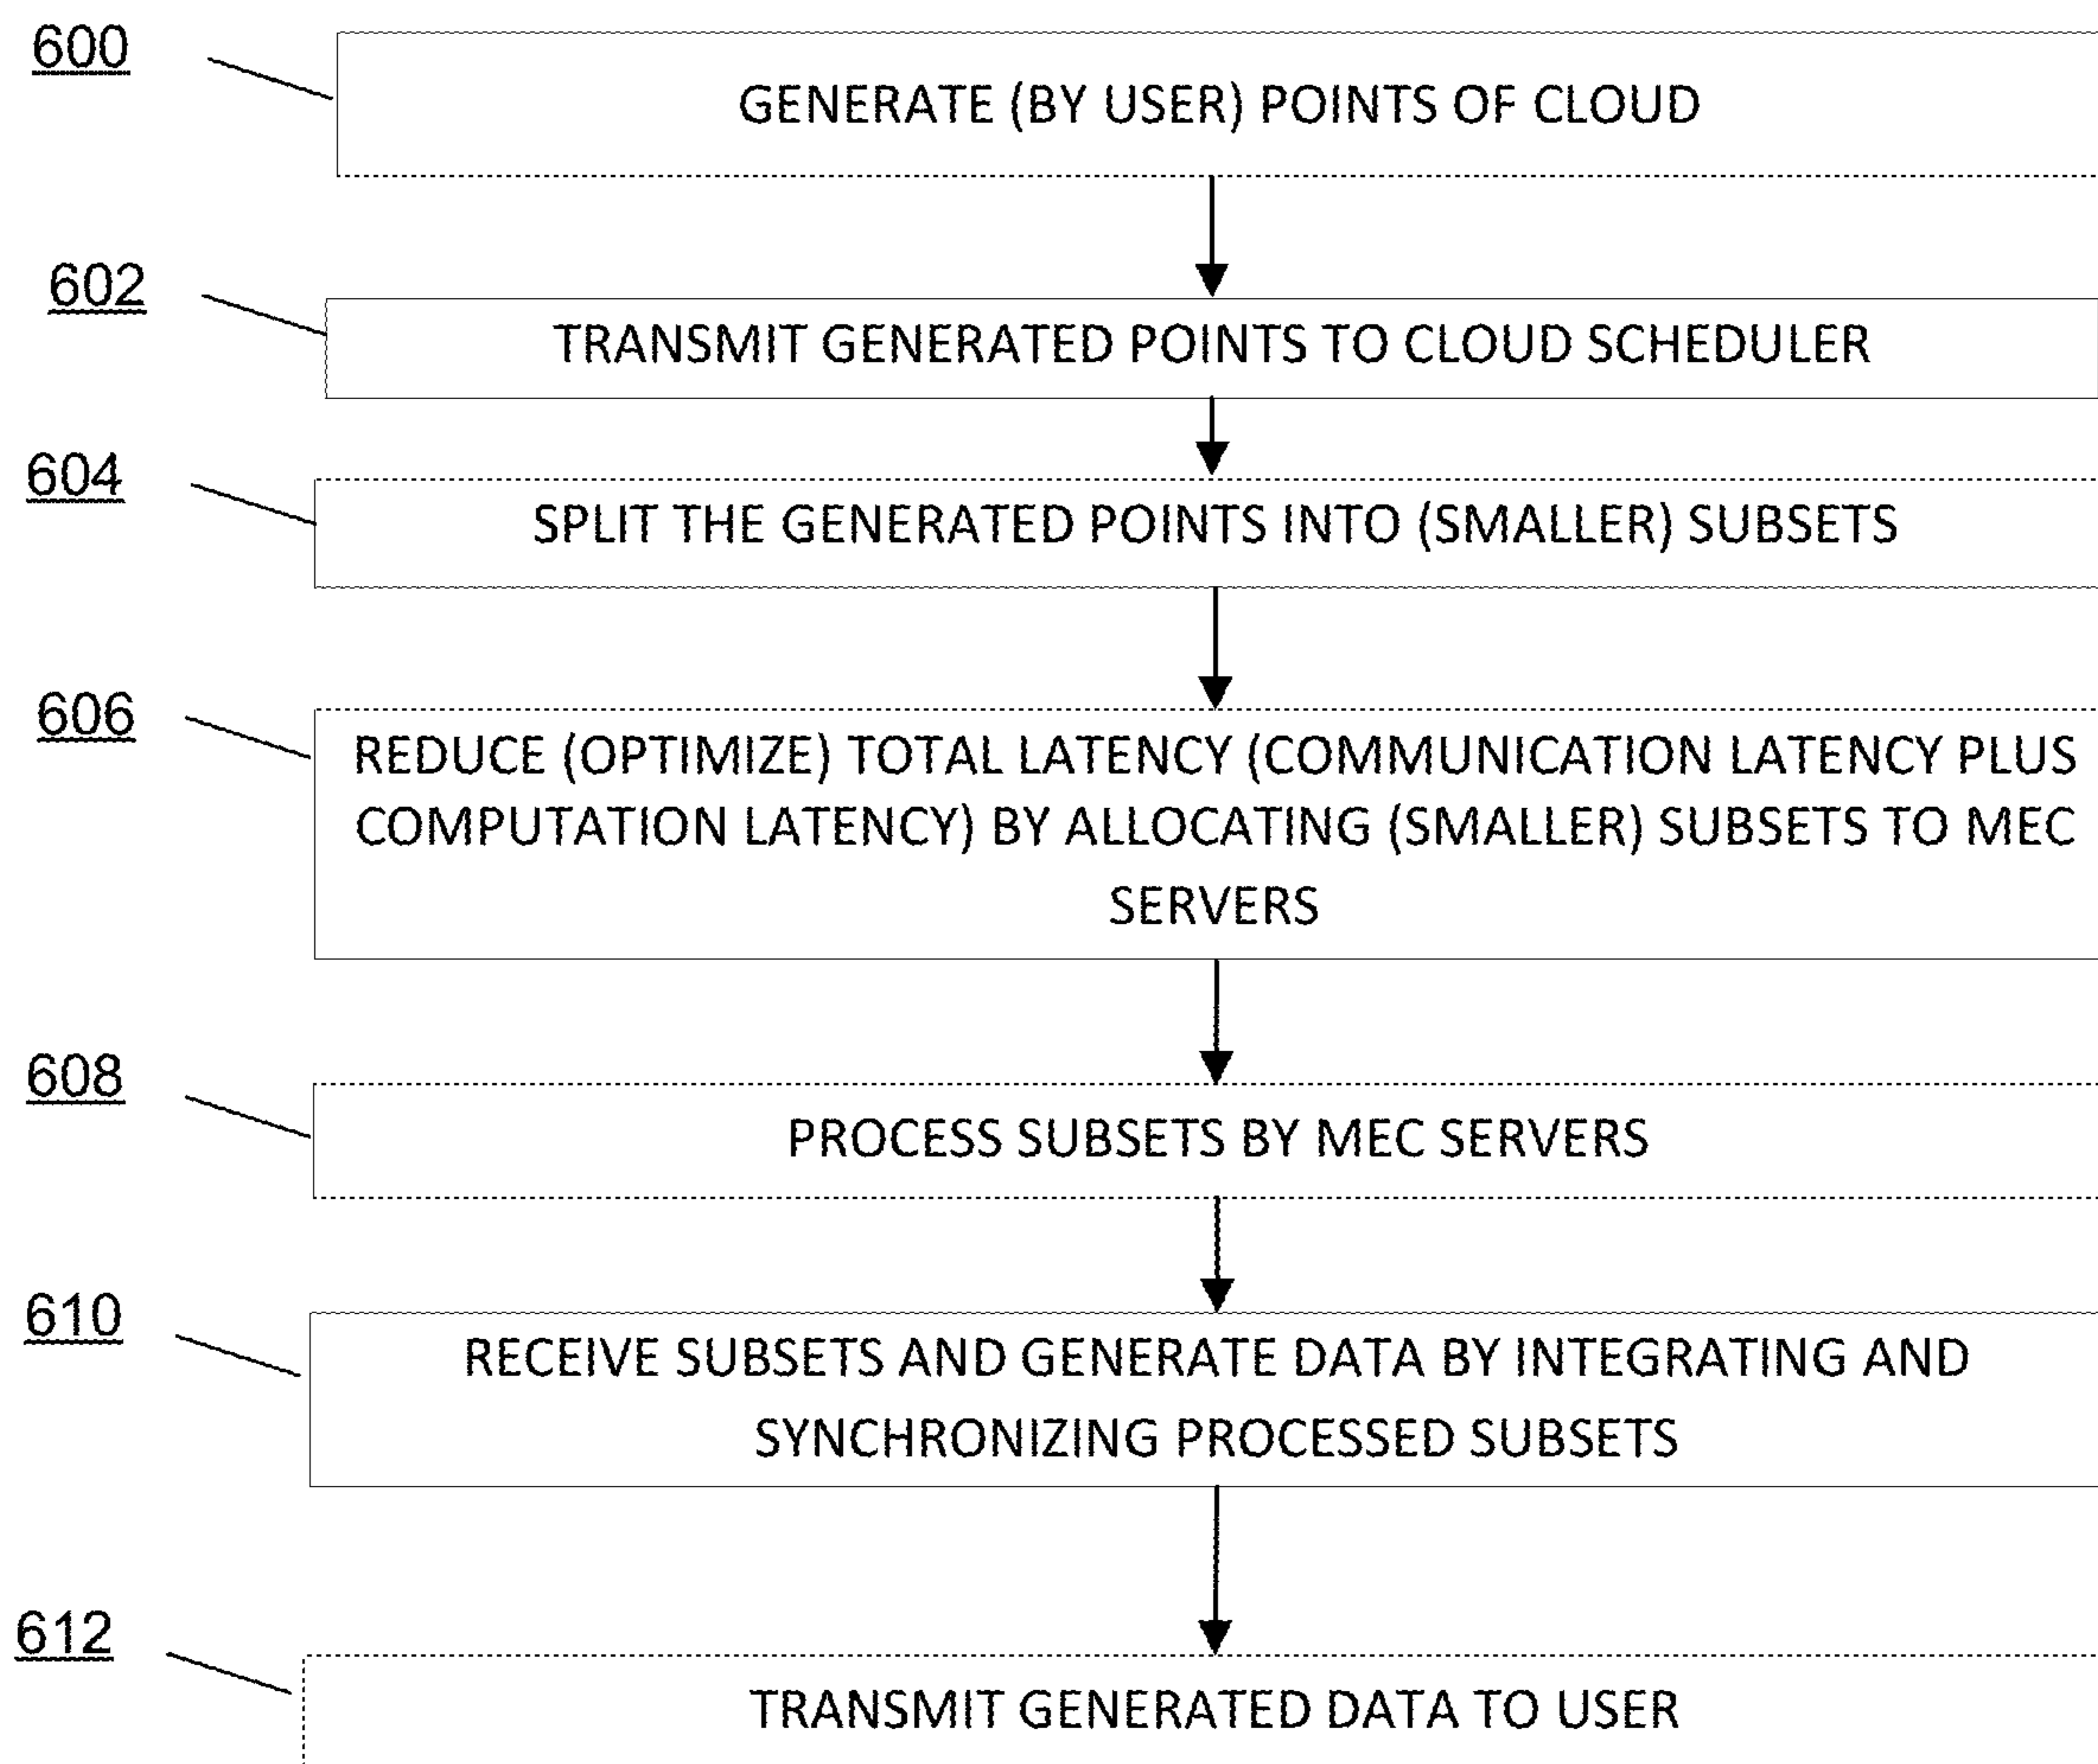 600
GENERATE (BY USER) POINTS OF CLOUD
602
TRANSMIT GENERATED POINTS TO CLOUD SCHEDULER
604
SPLIT THE GENERATED POINTS INTO (SMALLER) SUBSETS
606
REDUCE (OPTIMIZE) TOTAL LATENCY (COMMUNICATION LATENCY PLUS
COMPUTATION LATENCY) BY ALLOCATING (SMALLER) SUBSETS TO MEC
SERVERS
608
PROCESS SUBSETS BY MEC SERVERS
610
RECEIVE SUBSETS AND GENERATE DATA BY INTEGRATING AND
SYNCHRONIZING PROCESSED SUBSETS
612
TRANSMIT GENERATED DATA TO USER